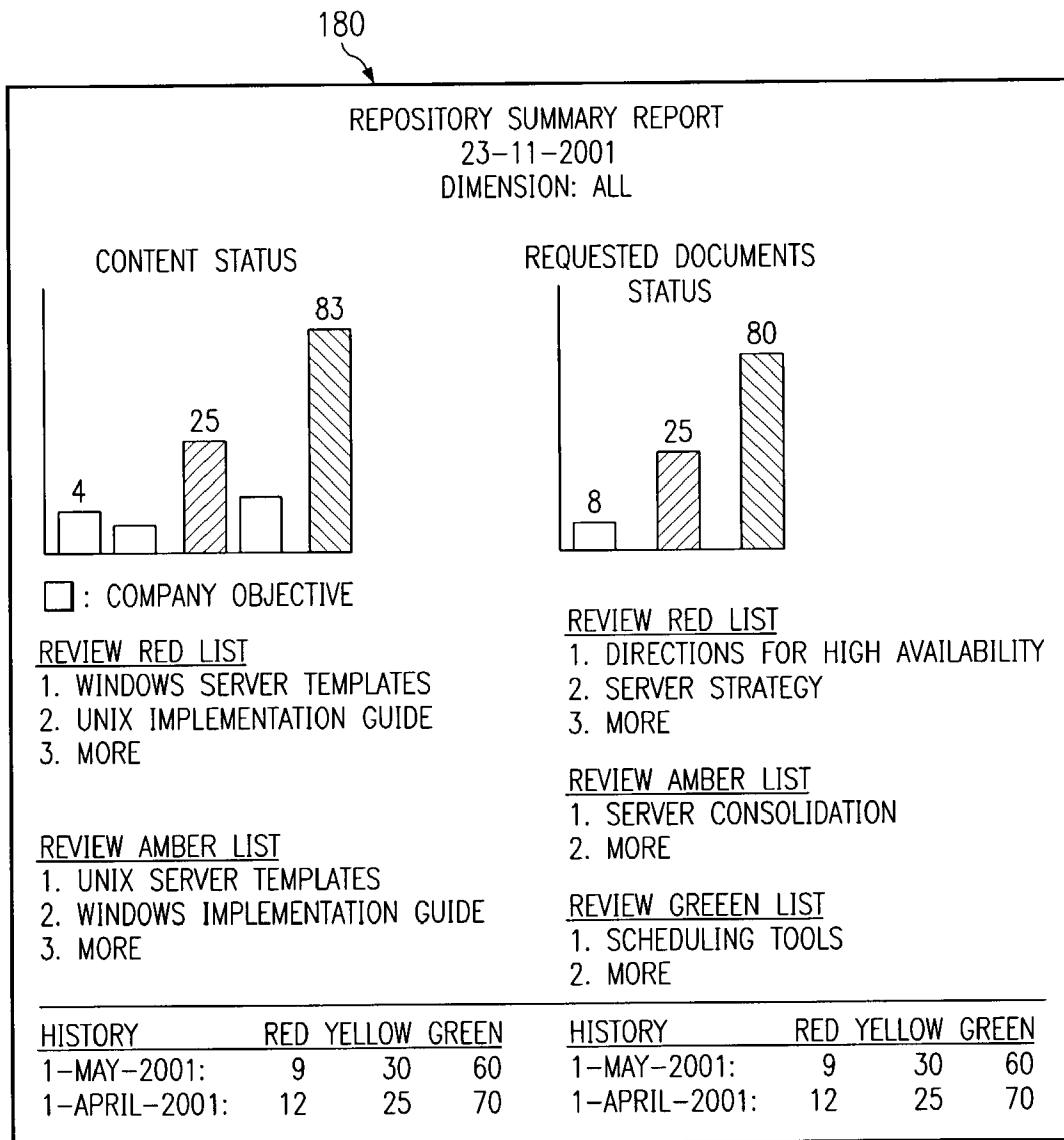 180
REPOSITORY SUMMARY REPORT
23-11-2001
DIMENSION: ALL
CONTENT STATUS
4
25
83
□: COMPANY OBJECTIVE
REVIEW RED LIST
1. WINDOWS SERVER TEMPLATES
2. UNIX IMPLEMENTATION GUIDE
3. MORE
REVIEW AMBER LIST
1. UNIX SERVER TEMPLATES
2. WINDOWS IMPLEMENTATION GUIDE
3. MORE
REQUESTED DOCUMENTS
STATUS
8
25
80
REVIEW RED LIST
1. DIRECTIONS FOR HIGH AVAILABILITY
2. SERVER STRATEGY
3. MORE
REVIEW AMBER LIST
1. SERVER CONSOLIDATION
2. MORE
REVIEW GREEEN LIST
1. SCHEDULING TOOLS
2. MORE
HISTORY RED YELLOW GREEN
1-MAY-2001: 9 30 60
1-APRIL-2001: 12 25 70
HISTORY RED YELLOW GREEN
1-MAY-2001: 9 30 60
1-APRIL-2001: 12 25 70